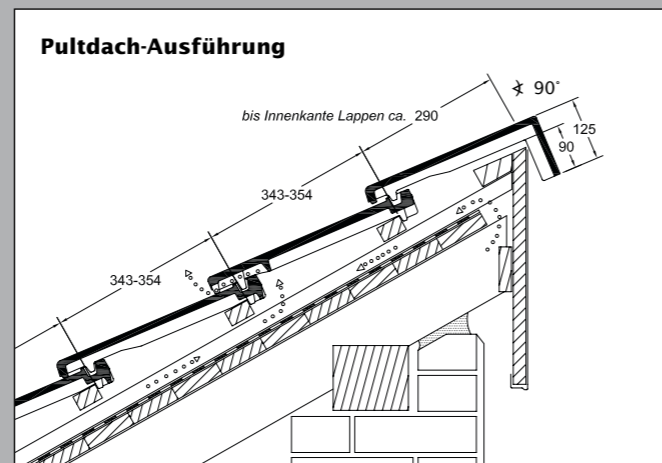 Pultdach-Ausführung
∢ 90°
bis Innenkante Lappen ca. 290
125
90
343-354
343-354